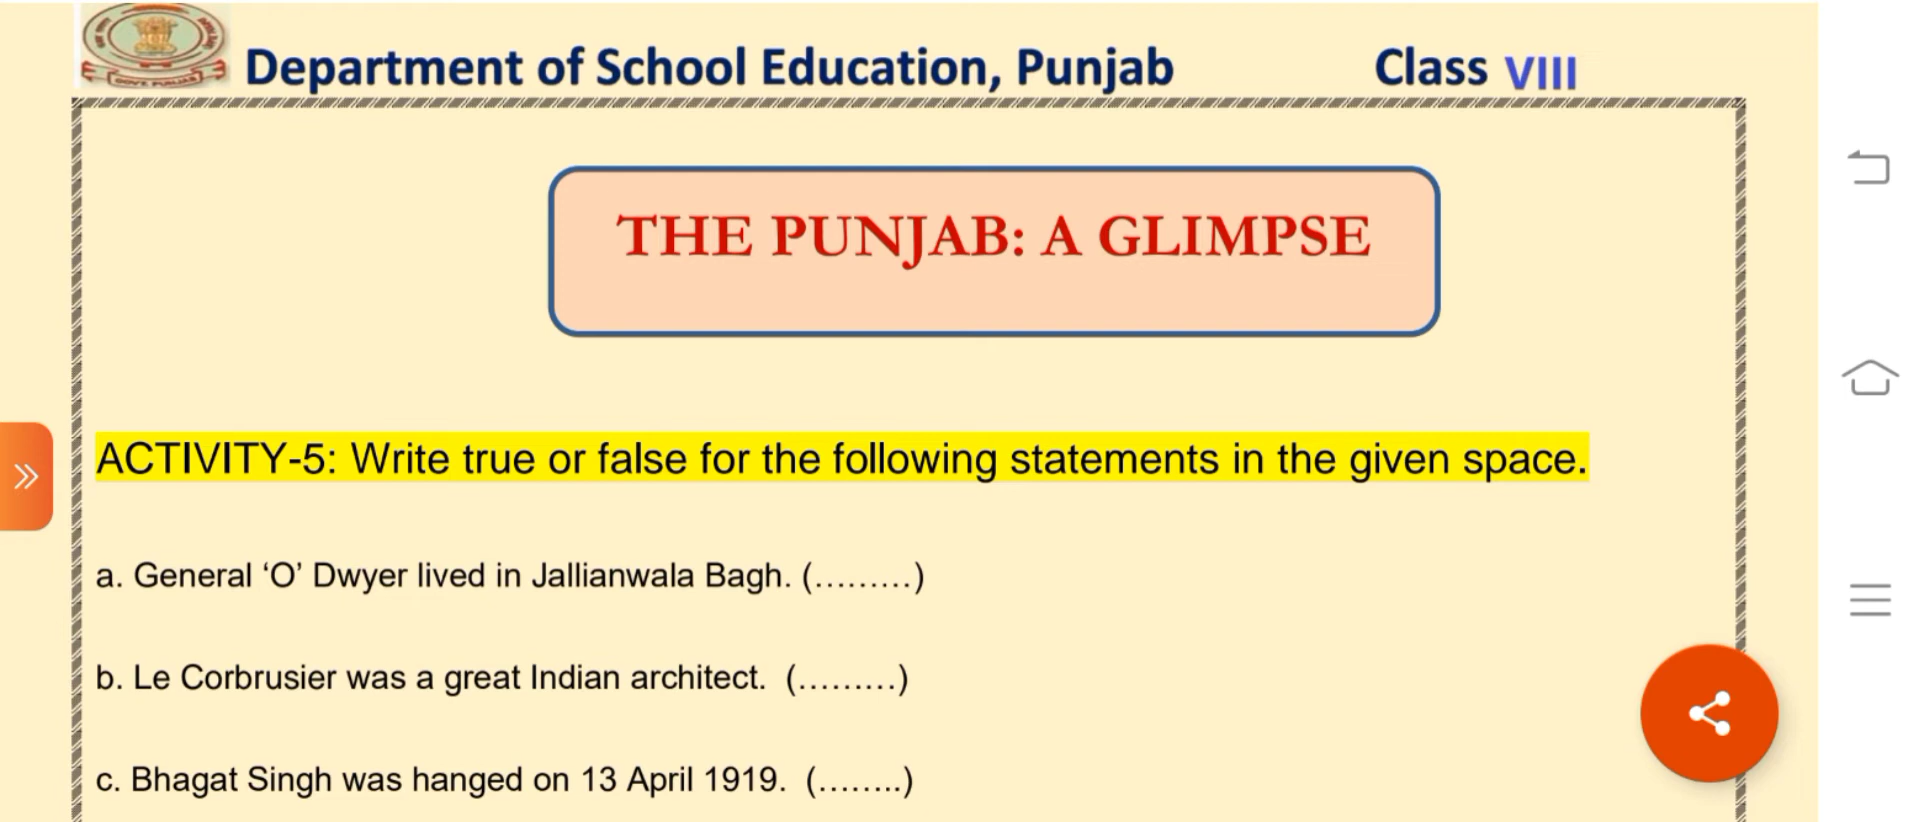 Department of School Education, Punjab Class VIII
THE PUNJAB: A GLIMPSE
ACTIVITY-5: Write true or false for the following statements in the given space.
a. General ‘O’ Dwyer lived in Jallianwala Bagh. (.........)
b. Le Corbrusier was a great Indian architect. (.........)
c. Bhagat Singh was hanged on 13 April 1919. (........)